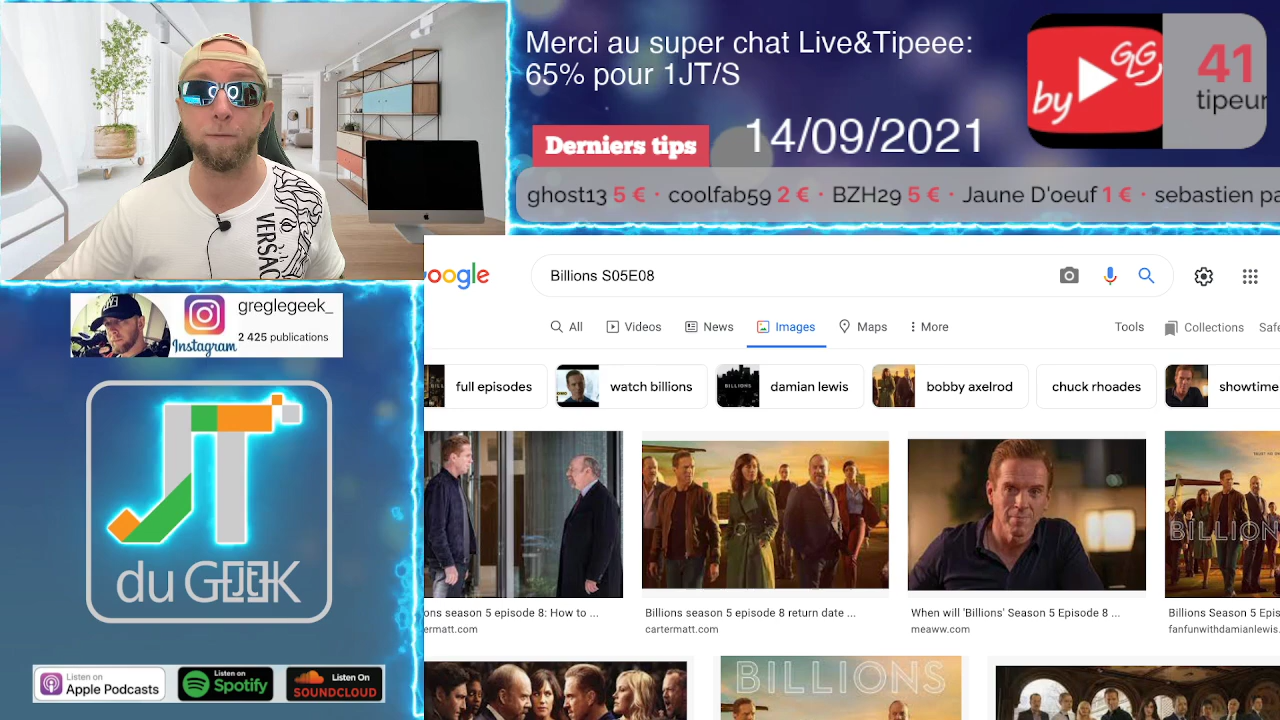 Merci au super chat Live&Tipeee:
65% pour 1JT/S
by GLG
41
tipeur
Derniers tips
14/09/2021
ghost13 5 € · coolfab59 2 € · BZH29 5 € · Jaune D'oeuf 1 € · sebastien pa
VERSAC
oogle
Billions S05E08
All
Videos
News
Images
Maps
More
Tools
Collections
Safe
greglegeek_
Instagram
2 425 publications
full episodes
watch billions
BILLIONS
damian lewis
bobby axelrod
chuck rhoades
showtime
JT
du GEEK
BILLIONS
ons season 5 episode 8: How to ...
ermatt.com
Billions season 5 episode 8 return date ...
cartermatt.com
When will 'Billions' Season 5 Episode 8 ...
meaww.com
Billions Season 5 Epis
fanfunwithdamianlewis.
BILLIONS
Listen on
Apple Podcasts
Listen on
Spotify
Listen On
SOUNDCLOUD